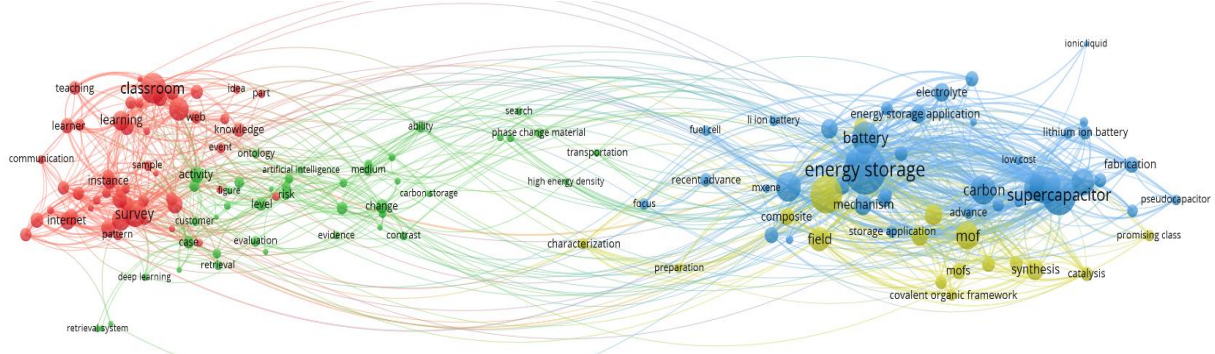 ionic liquid
teaching
classroom
idea
part
learner
learning
web
knowledge
event
communication
sample
ontology
instance
activity
artificial intelligence
medium
figure
risk
level
carbon storage
internet
survey
customer
change
pattern
case
evaluation
evidence
contrast
retrieval
deep learning
retrieval system
search
ability
phase change material
transportation
high energy density
fuel cell
li ion battery
recent advance
focus
characterization
preparation
electrolyte
energy storage application
battery
lithium ion battery
low cost
energy storage
fabrication
mxene
mechanism
carbon
supercapacitor
pseudocapacitor
composite
advance
storage application
field
mof
promising class
mofs
synthesis
catalysis
covalent organic framework